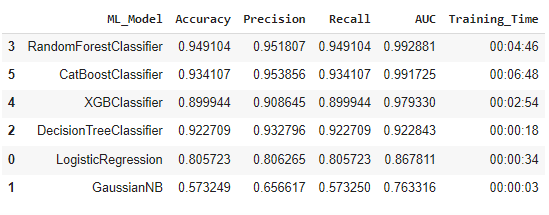 ML_Model Accuracy Precision Recall AUC Training_Time
3 RandomForestClassifier 0.949104 0.951807 0.949104 0.992881 00:04:46
5 CatBoostClassifier 0.934107 0.953856 0.934107 0.991725 00:06:48
4 XGBClassifier 0.899944 0.908645 0.899944 0.979330 00:02:54
2 DecisionTreeClassifier 0.922709 0.932796 0.922709 0.922843 00:00:18
0 LogisticRegression 0.805723 0.806265 0.805723 0.867811 00:00:34
1 GaussianNB 0.573249 0.656617 0.573250 0.763316 00:00:03